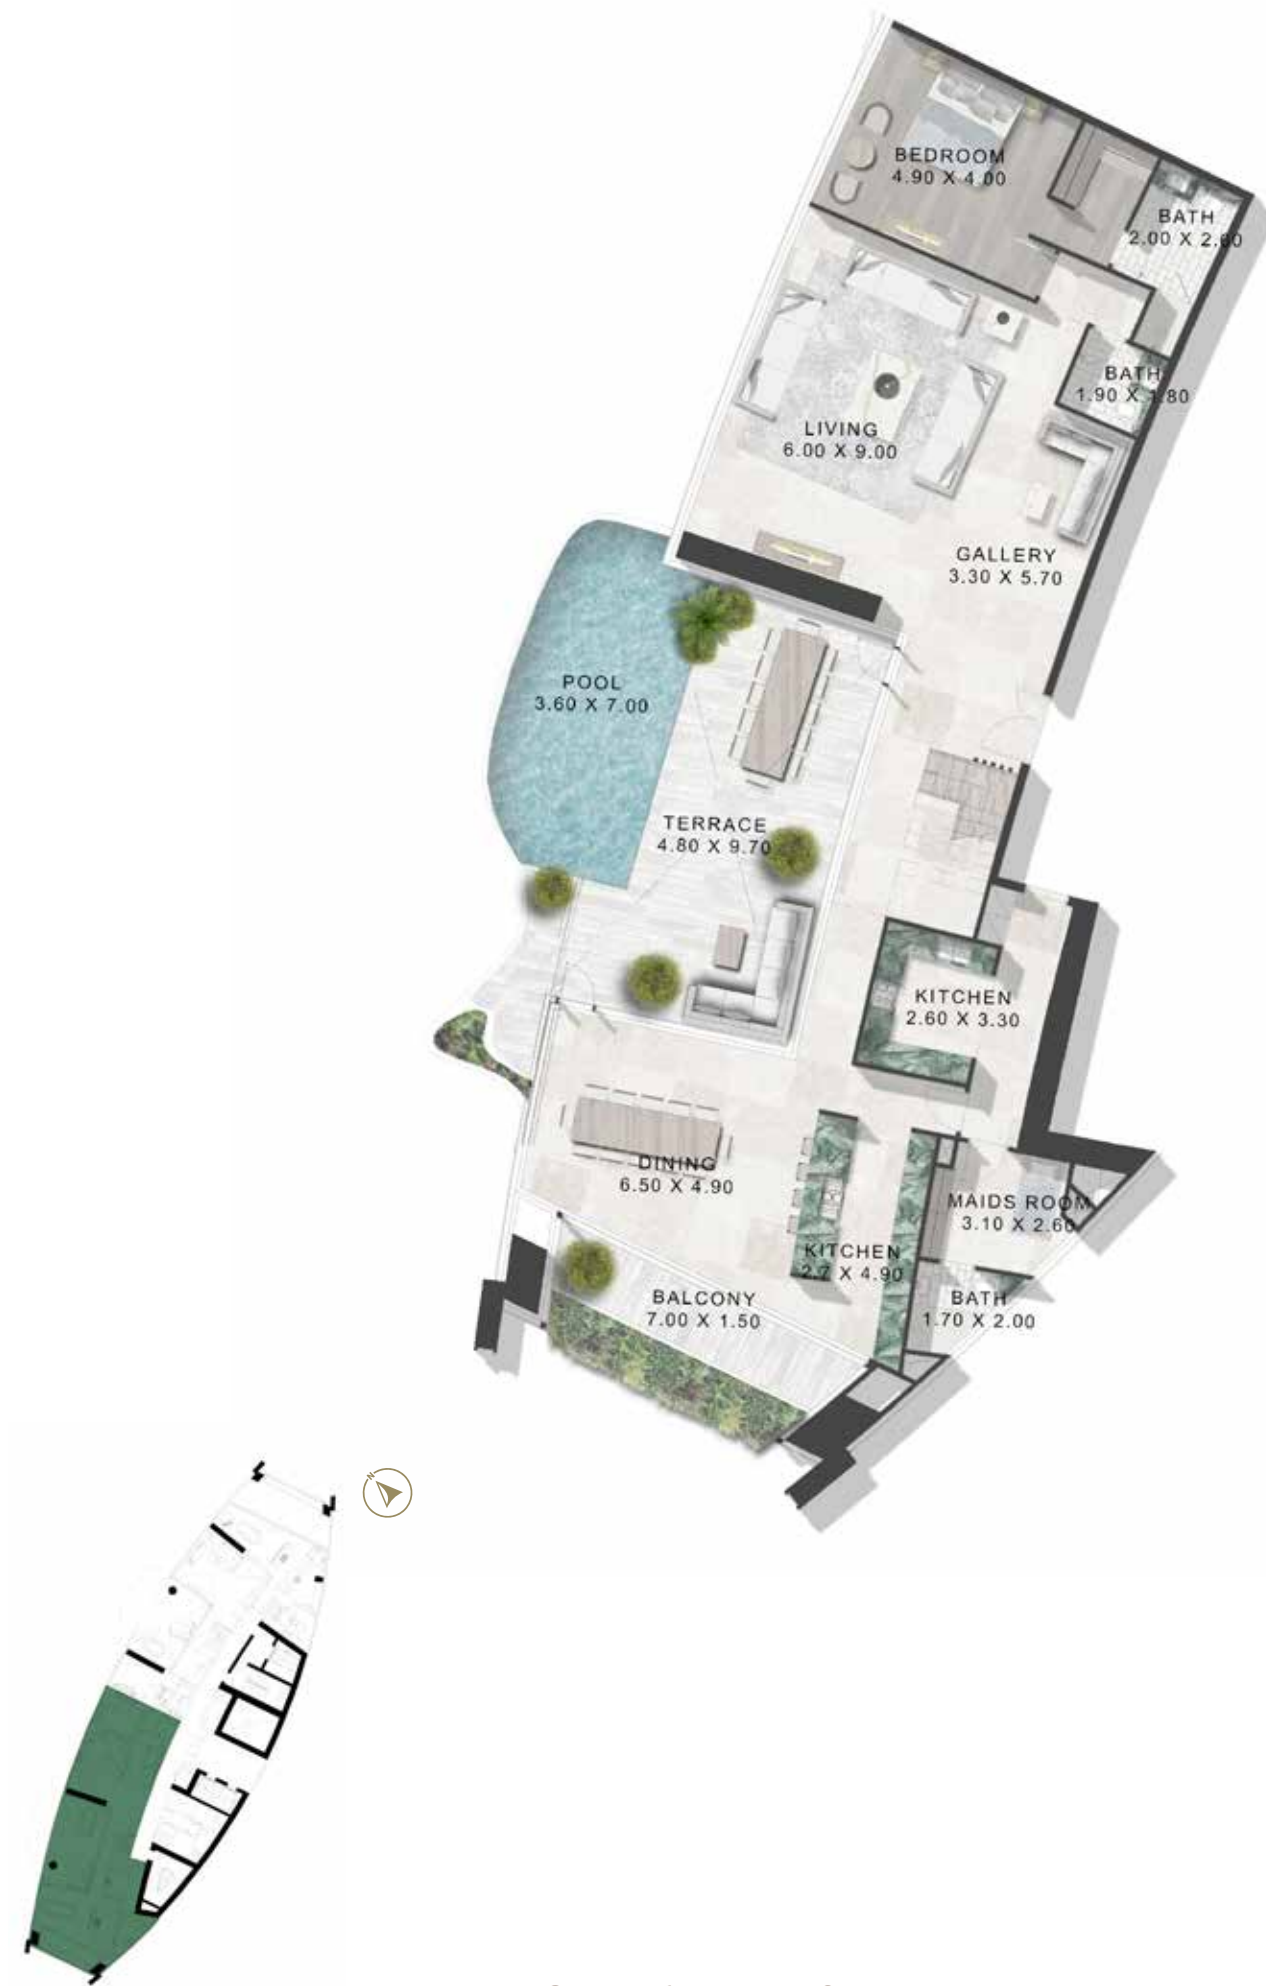 BEDROOM
4.90 X 4.00
BATH
2.00 X 2.60
BATH
1.90 X 1.80
LIVING
6.00 X 9.00
GALLERY
3.30 X 5.70
POOL
3.60 X 7.00
TERRACE
4.80 X 9.70
KITCHEN
2.60 X 3.30
DINING
6.50 X 4.90
MAIDS ROOM
3.10 X 2.60
KITCHEN
2.7 X 4.90
BALCONY
7.00 X 1.50
BATH
1.70 X 2.00
N